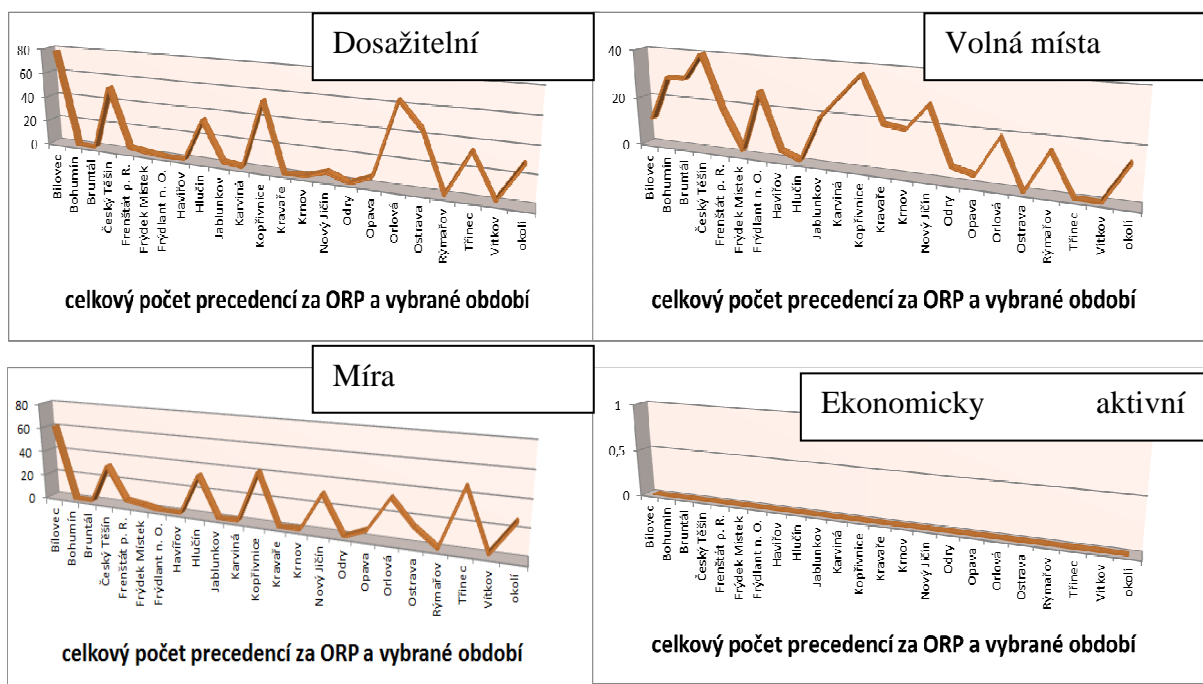 Dosažitelní
80
60
40
20
0
Bílovec
Bohumín
Bruntál
Český Těšín
Frenštát p. R.
Frýdek Místek
Frýdlant n. O.
Havířov
Hlučín
Jablunkov
Karviná
Kopřivnice
Kravaře
Krnov
Nový Jičín
Odry
Opava
Orlová
Ostrava
Rýmařov
Třinec
Vítkov
okolí
celkový počet precedencí za ORP a vybrané období
Volná místa
40
20
0
Bílovec
Bohumín
Bruntál
Český Těšín
Frenštát p. R.
Frýdek Místek
Frýdlant n. O.
Havířov
Hlučín
Jablunkov
Karviná
Kopřivnice
Kravaře
Krnov
Nový Jičín
Odry
Opava
Orlová
Ostrava
Rýmařov
Třinec
Vítkov
okolí
celkový počet precedencí za ORP a vybrané období
Míra
80
60
40
20
0
Bílovec
Bohumín
Bruntál
Český Těšín
Frenštát p. R.
Frýdek Místek
Frýdlant n. O.
Havířov
Hlučín
Jablunkov
Karviná
Kopřivnice
Kravaře
Krnov
Nový Jičín
Odry
Opava
Orlová
Ostrava
Rýmařov
Třinec
Vítkov
okolí
celkový počet precedencí za ORP a vybrané období
Ekonomicky aktivní
1
0,5
0
Bílovec
Bohumín
Bruntál
Český Těšín
Frenštát p. R.
Frýdek Místek
Frýdlant n. O.
Havířov
Hlučín
Jablunkov
Karviná
Kopřivnice
Kravaře
Krnov
Nový Jičín
Odry
Opava
Orlová
Ostrava
Rýmařov
Třinec
Vítkov
okolí
celkový počet precedencí za ORP a vybrané období